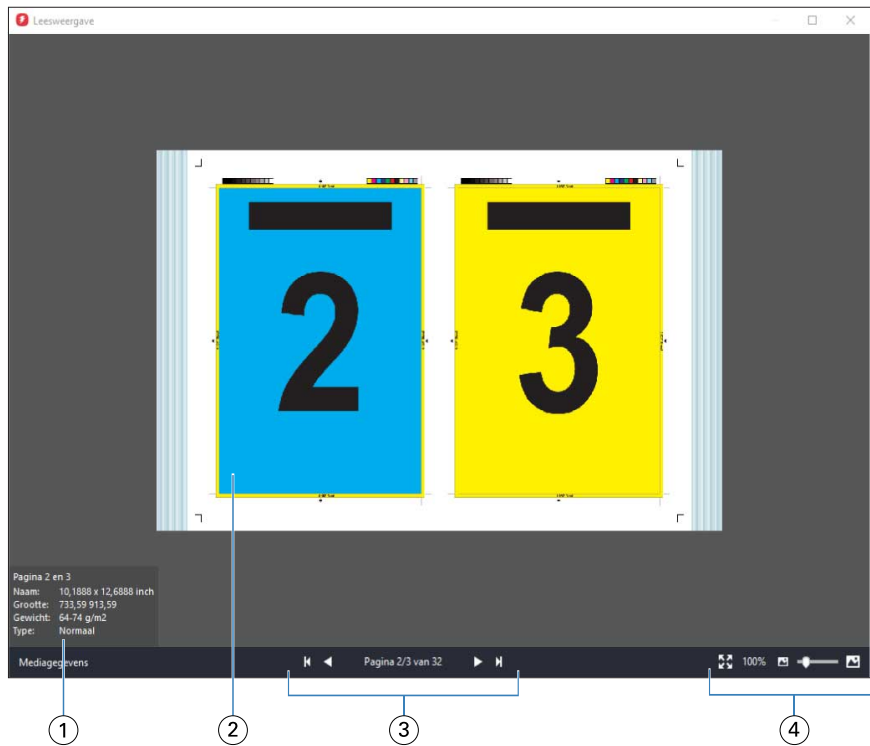 Leesweergave
2 3
Pagina 2 en 3
Naam: 10,1888 x 12,6888 inch
Grootte: 733,59 913,59
Gewicht: 64-74 g/m2
Type: Normaal
Mediagegevens Pagina 2/3 van 32 100%
1 2 3 4